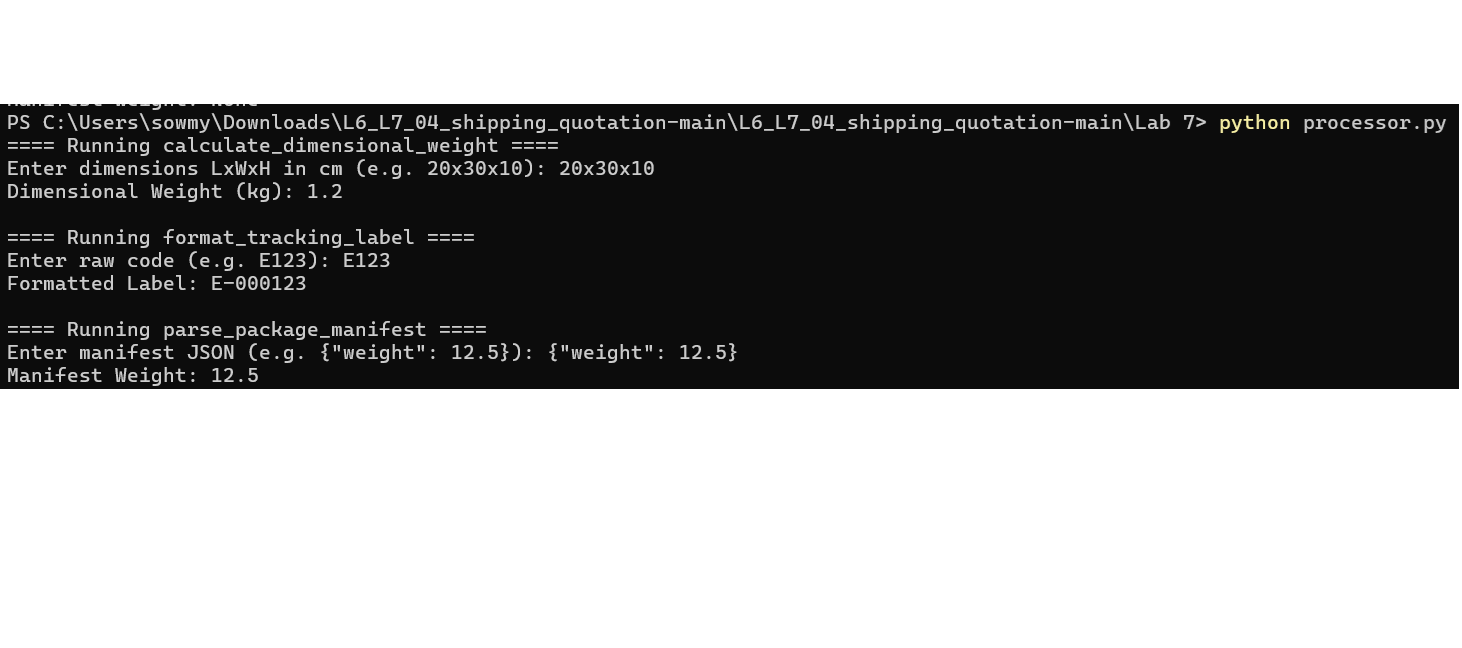 PS C:\Users\sowmy\Downloads\L6_L7_04_shipping_quotation-main\L6_L7_04_shipping_quotation-main\Lab 7> python processor.py
==== Running calculate_dimensional_weight ====
Enter dimensions LxWxH in cm (e.g. 20x30x10): 20x30x10
Dimensional Weight (kg): 1.2
==== Running format_tracking_label ====
Enter raw code (e.g. E123): E123
Formatted Label: E-000123
==== Running parse_package_manifest ====
Enter manifest JSON (e.g. {"weight": 12.5}): {"weight": 12.5}
Manifest Weight: 12.5